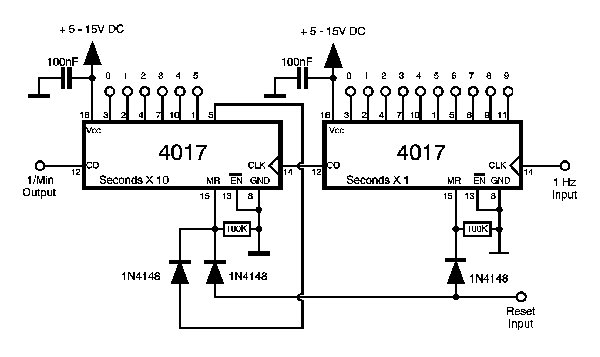 + 5 - 15V DC
+ 5 - 15V DC
100nF
100nF
0 1 2 3 4 5
0 1 2 3 4 5 6 7 8 9
16 3 2 4 7 10 1 5
16 3 2 4 7 10 1 5 6 9 11
Vcc
Vcc
4017
4017
CO CLK
CO CLK
12 14
12 14
1/Min
Output
1 Hz
Input
Seconds X 10 MR EN GND
Seconds X 1 MR EN GND
15 13 8
15 13 8
100K
100K
1N4148
1N4148
1N4148
Reset
Input